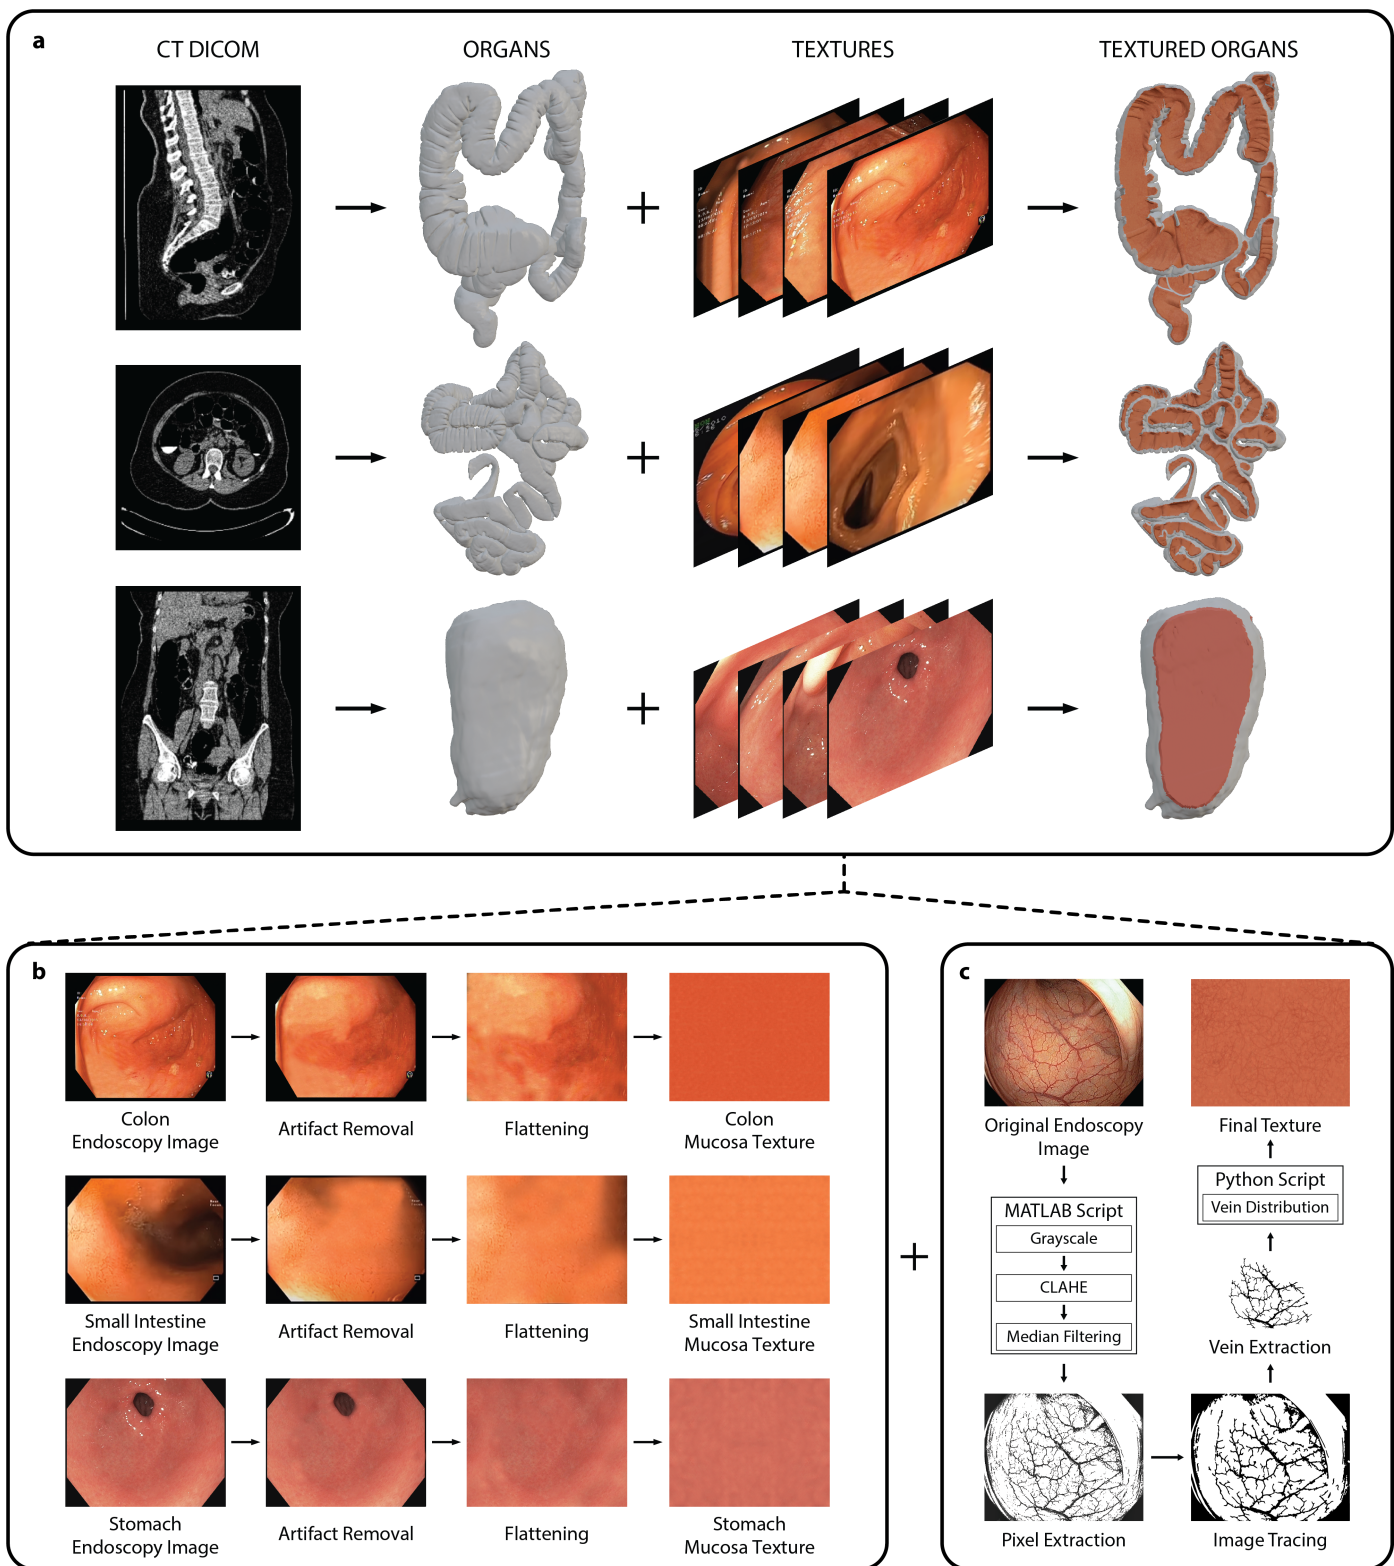 a
CT DICOM
ORGANS
TEXTURES
TEXTURED ORGANS
b
Colon
Endoscopy Image
Artifact Removal
Flattening
Colon
Mucosa Texture
Small Intestine
Endoscopy Image
Artifact Removal
Flattening
Small Intestine
Mucosa Texture
Stomach
Endoscopy Image
Artifact Removal
Flattening
Stomach
Mucosa Texture
c
Original Endoscopy
Image
MATLAB Script
Grayscale
CLAHE
Median Filtering
Pixel Extraction
Image Tracing
Vein Extraction
Python Script
Vein Distribution
Final Texture